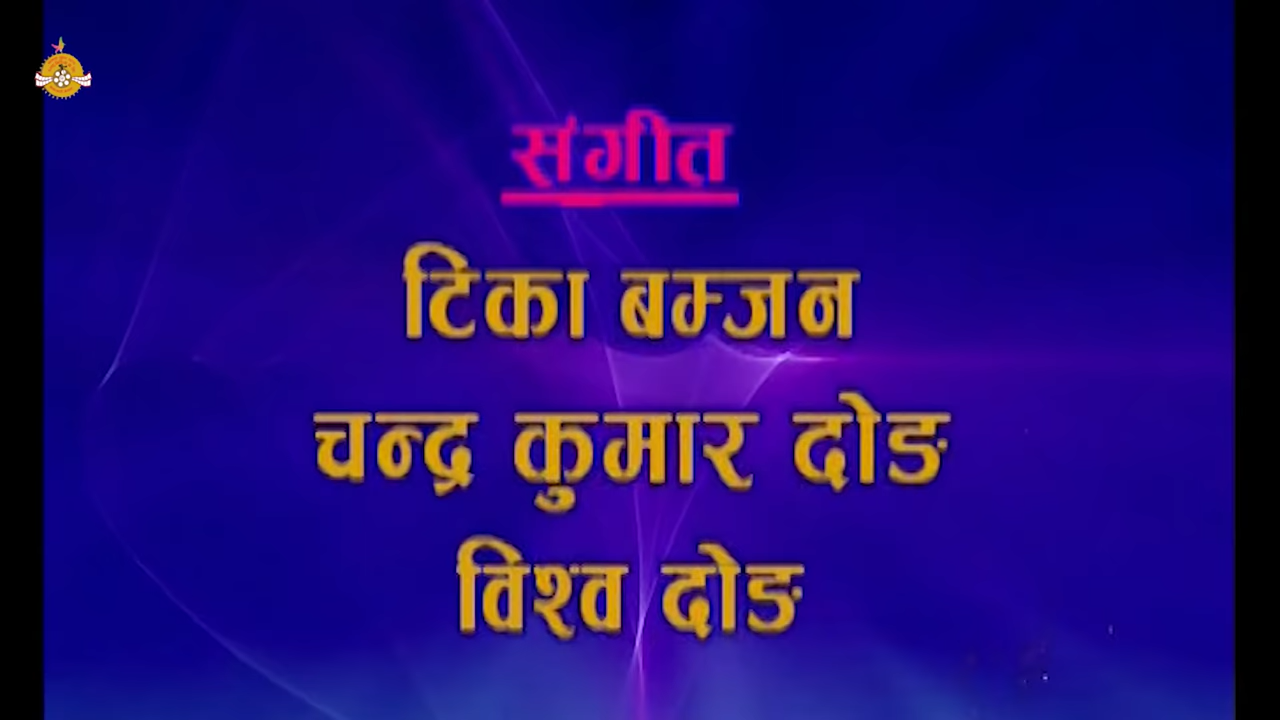 संगीत
टिका बम्जन
चन्द्र कुमार दोङ
विश्व दोङ